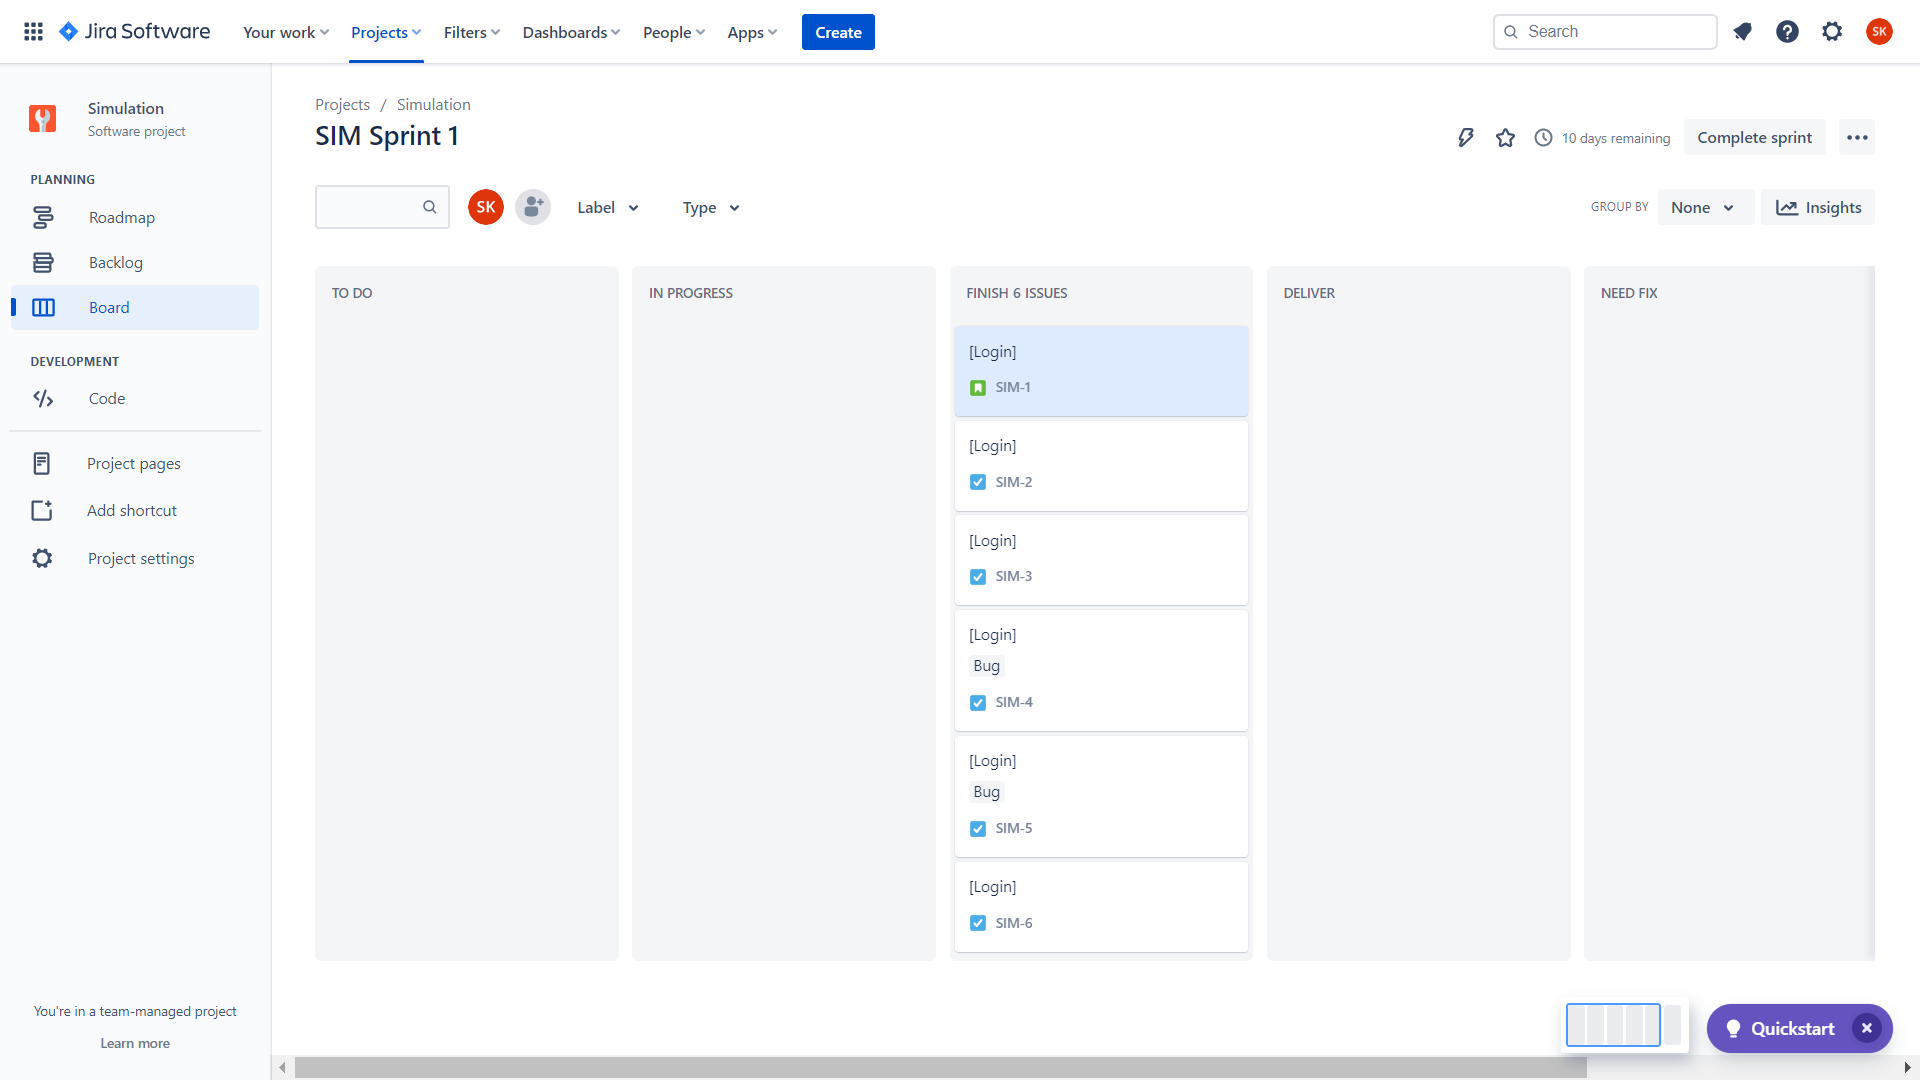 Jira Software
Your work
Projects
Filters
Dashboards
People
Apps
Create
Search
SK
Simulation
Software project
PLANNING
Roadmap
Backlog
Board
DEVELOPMENT
Code
Project pages
Add shortcut
Project settings
You're in a team-managed project
Learn more
Projects / Simulation
SIM Sprint 1
10 days remaining
Complete sprint
SK
Label
Type
GROUP BY
None
Insights
TO DO
IN PROGRESS
FINISH 6 ISSUES
[Login]
SIM-1
[Login]
SIM-2
[Login]
SIM-3
[Login]
Bug
SIM-4
[Login]
Bug
SIM-5
[Login]
SIM-6
DELIVER
NEED FIX
Quickstart